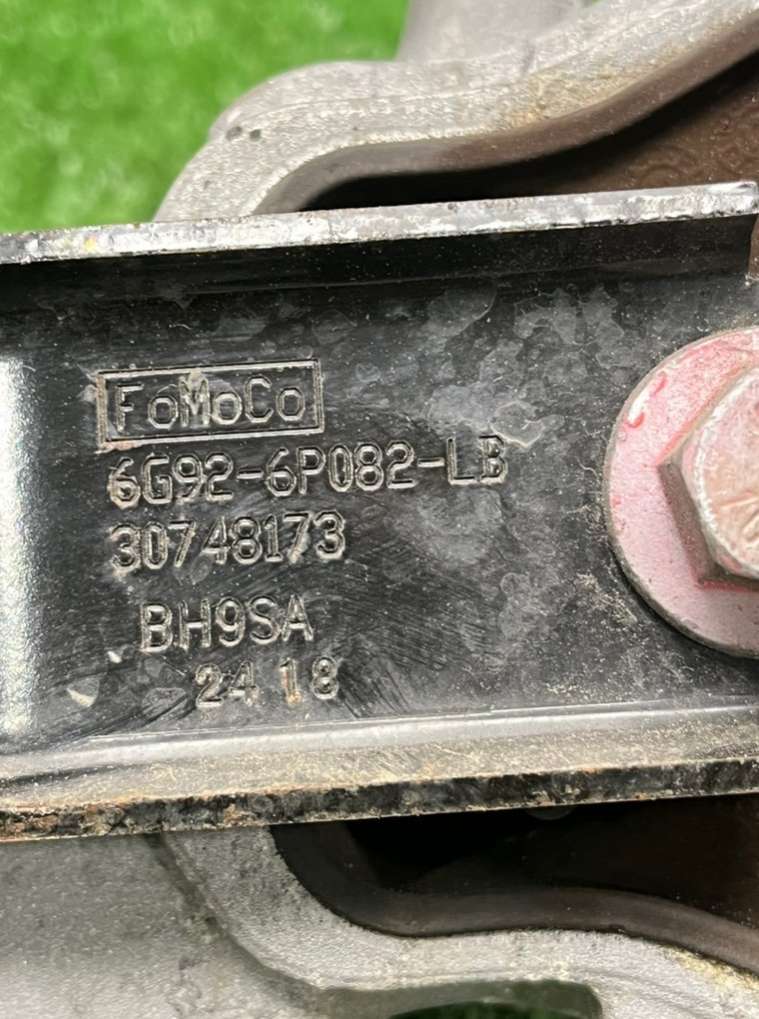 FoMoCo
6G92-6P082-LB
30748173
BH9SA
24 18